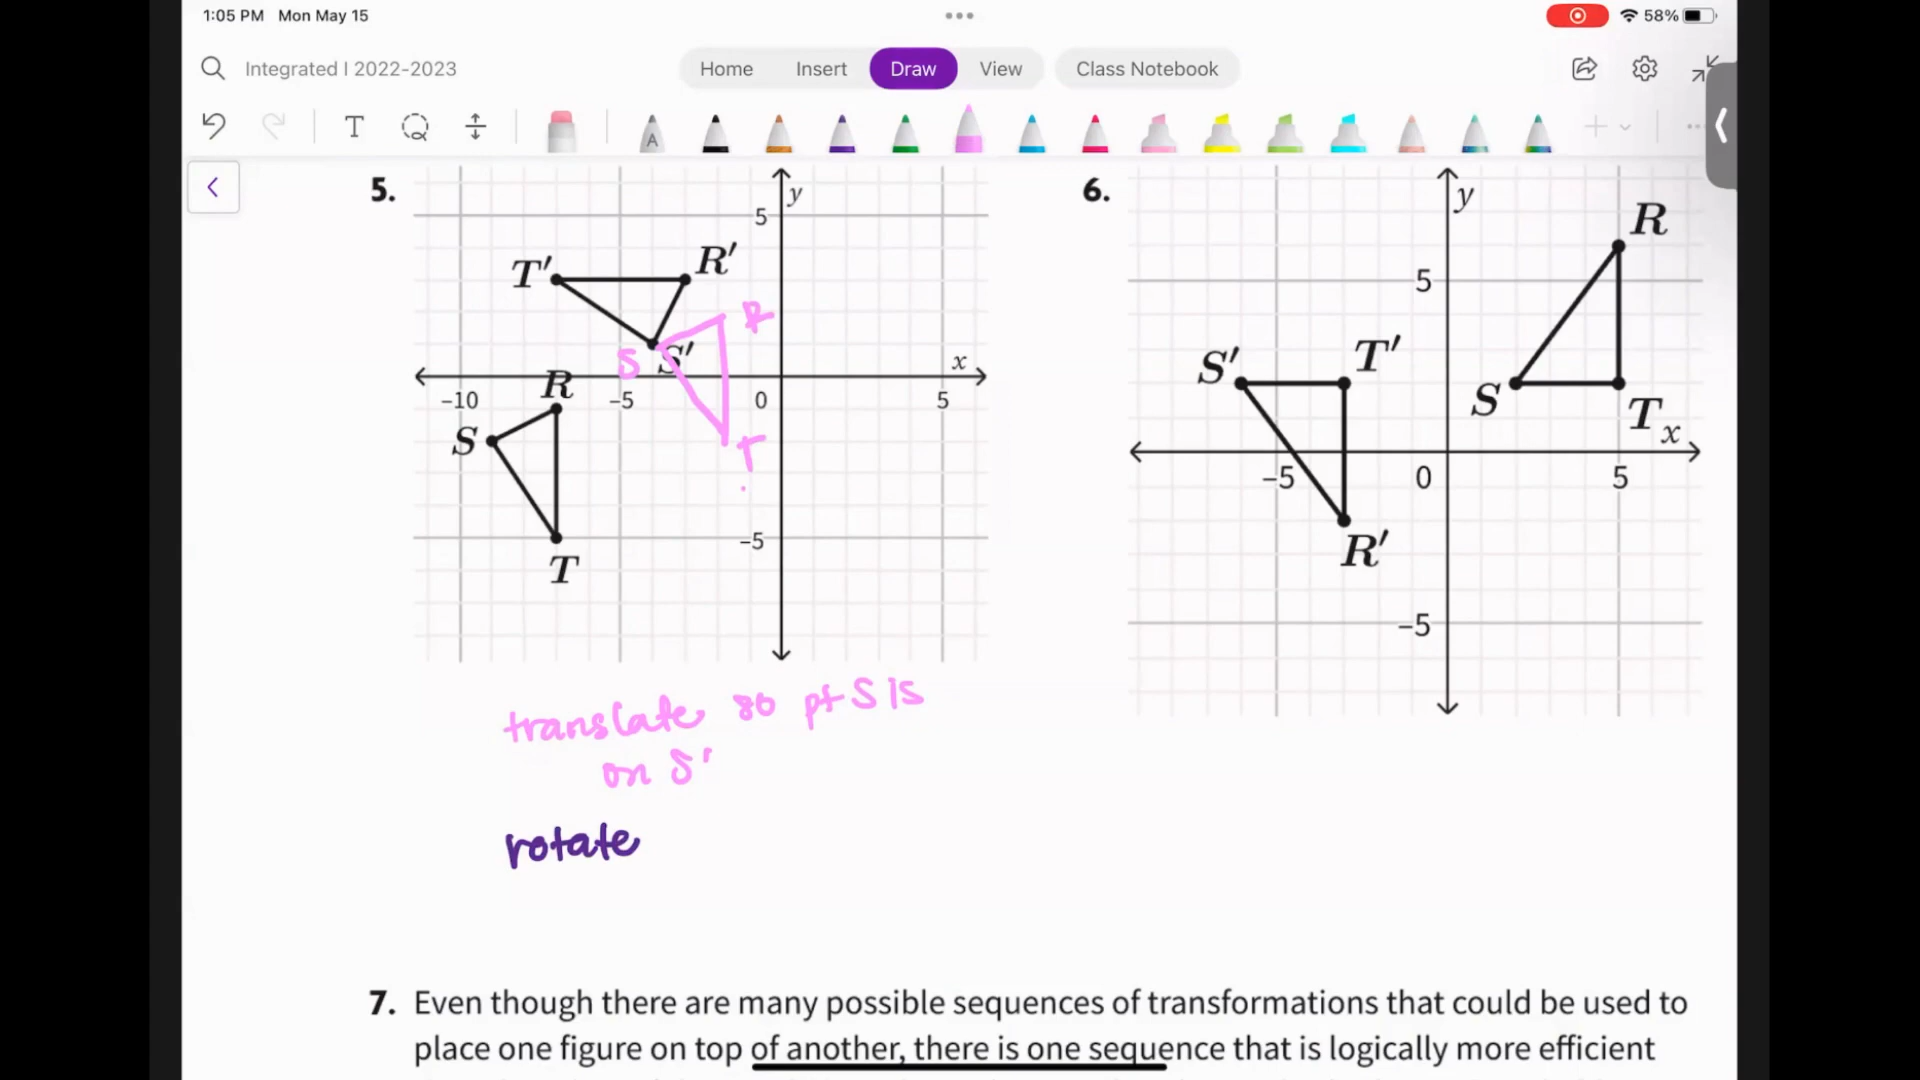 1:05 PM Mon May 15
58%
Integrated I 2022-2023
Home Insert Draw View Class Notebook
T
A
5.
y
5
T′
R′
R
S′
S
x
R
−10
−5
0
5
S
T
−5
T
translate so pt S is
on S'
rotate
6.
y
R
5
S′
T′
S
T
x
−5
0
5
R′
−5
7. Even though there are many possible sequences of transformations that could be used to
place one figure on top of another, there is one sequence that is logically more efficient